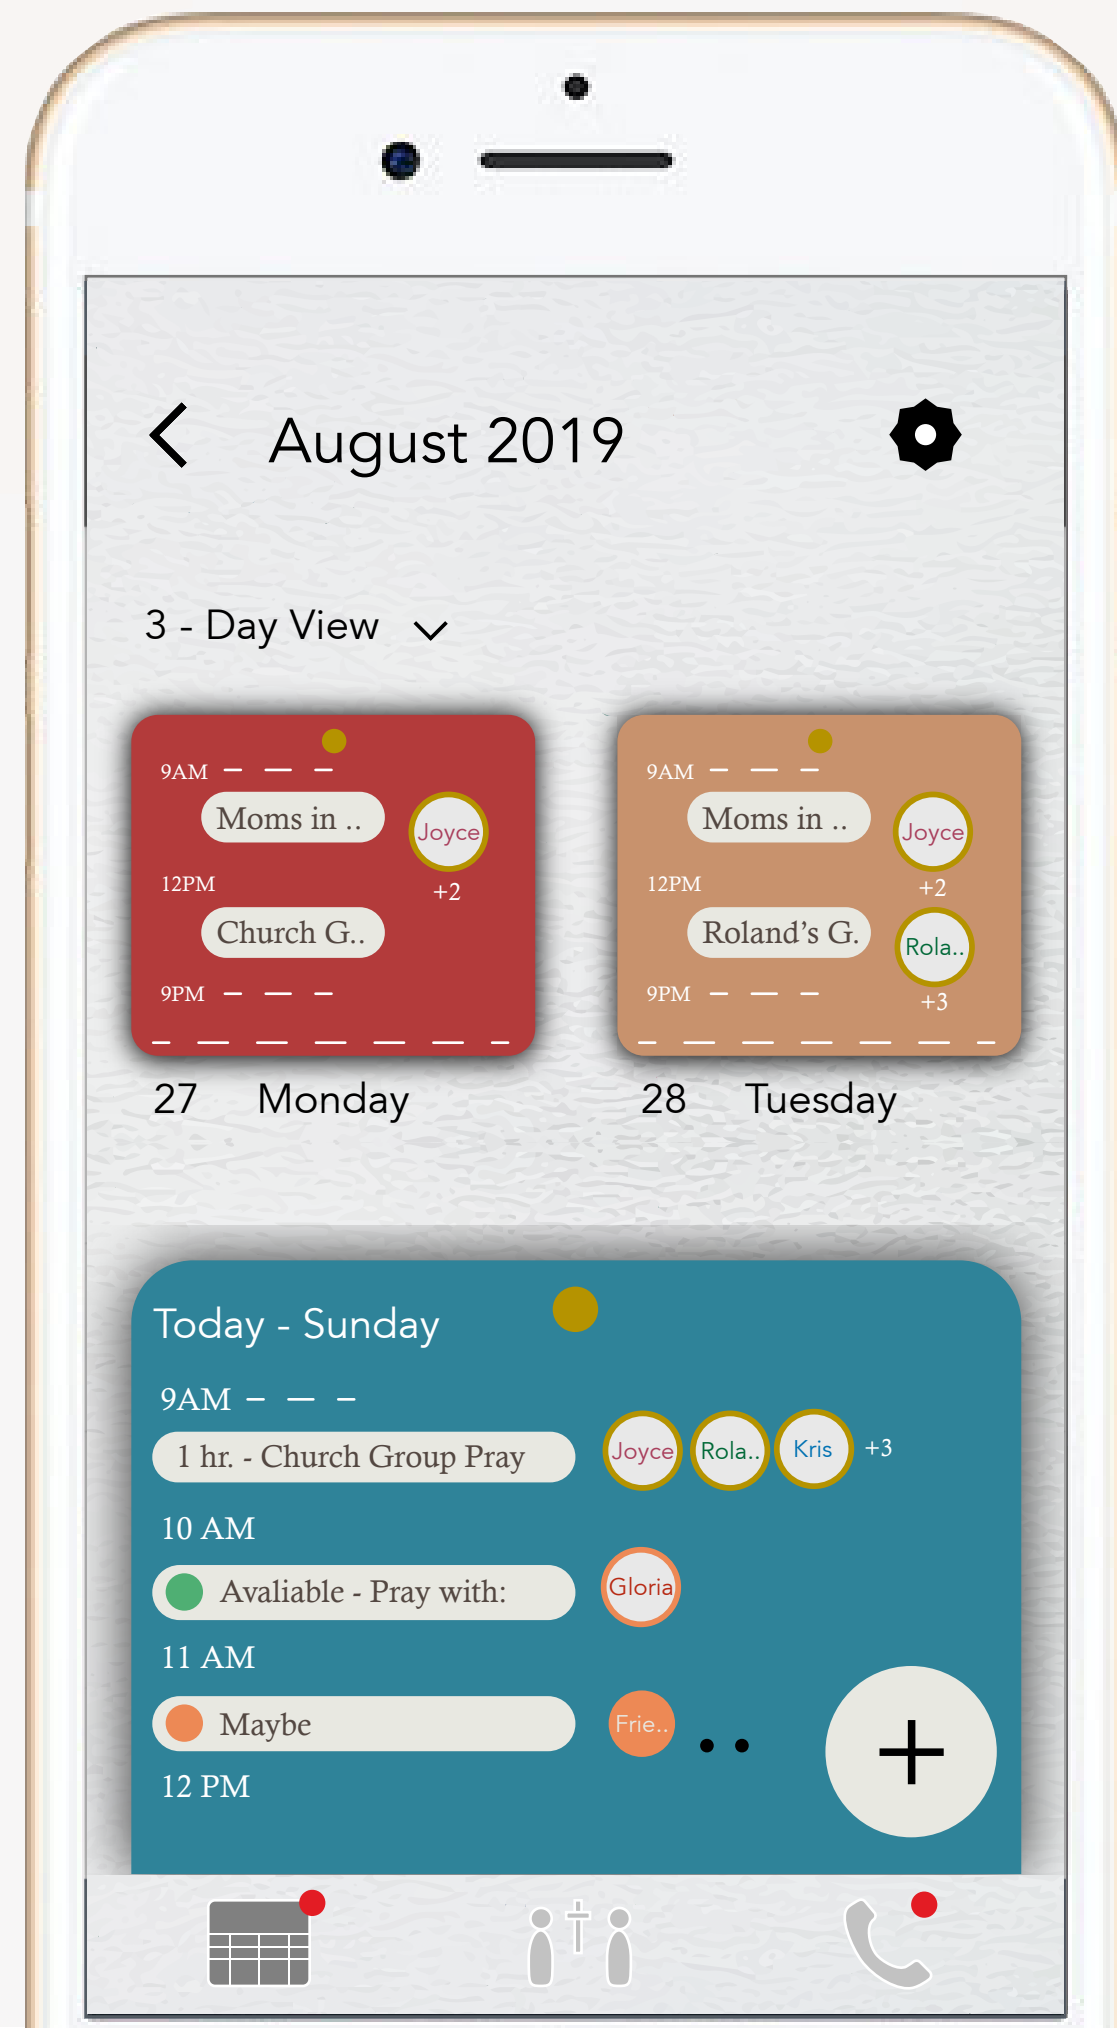 August 2019
3 - Day View
9AM
Moms in ..
Joyce
12PM
+2
Church G..
9PM
27 Monday
9AM
Moms in ..
Joyce
12PM
+2
Roland’s G.
Rola..
9PM
+3
28 Tuesday
Today - Sunday
9AM
1 hr. - Church Group Pray
Joyce Rola.. Kris +3
10 AM
Avaliable - Pray with:
Gloria
11 AM
Maybe
Frie..
12 PM